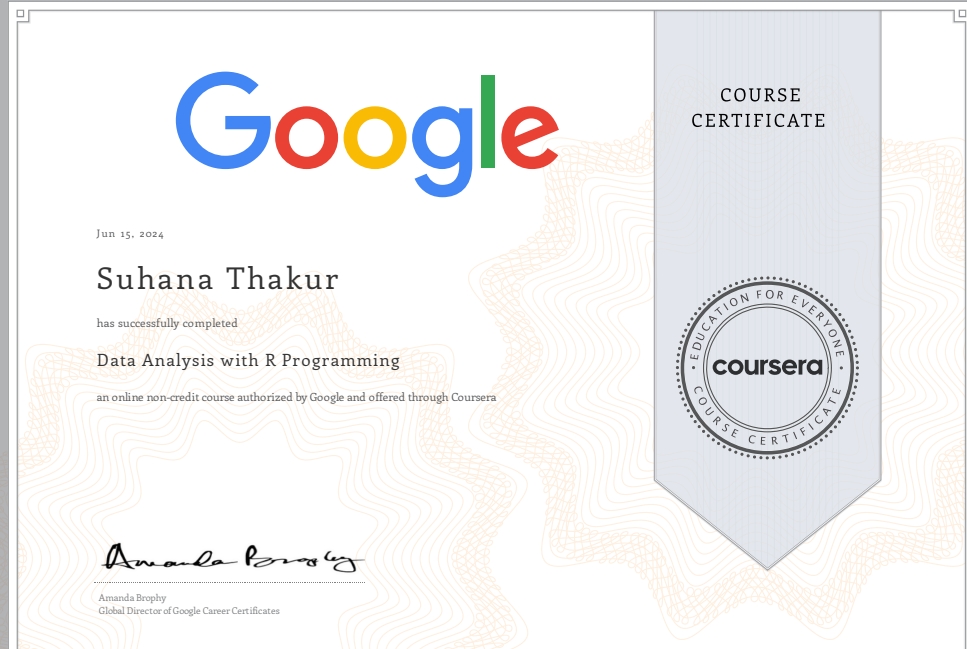 Google
COURSE
CERTIFICATE
Jun 15, 2024
Suhana Thakur
has successfully completed
Data Analysis with R Programming
an online non-credit course authorized by Google and offered through Coursera
EDUCATION FOR EVERYONE
coursera
COURSE CERTIFICATE
Amanda Brophy
Amanda Brophy
Global Director of Google Career Certificates